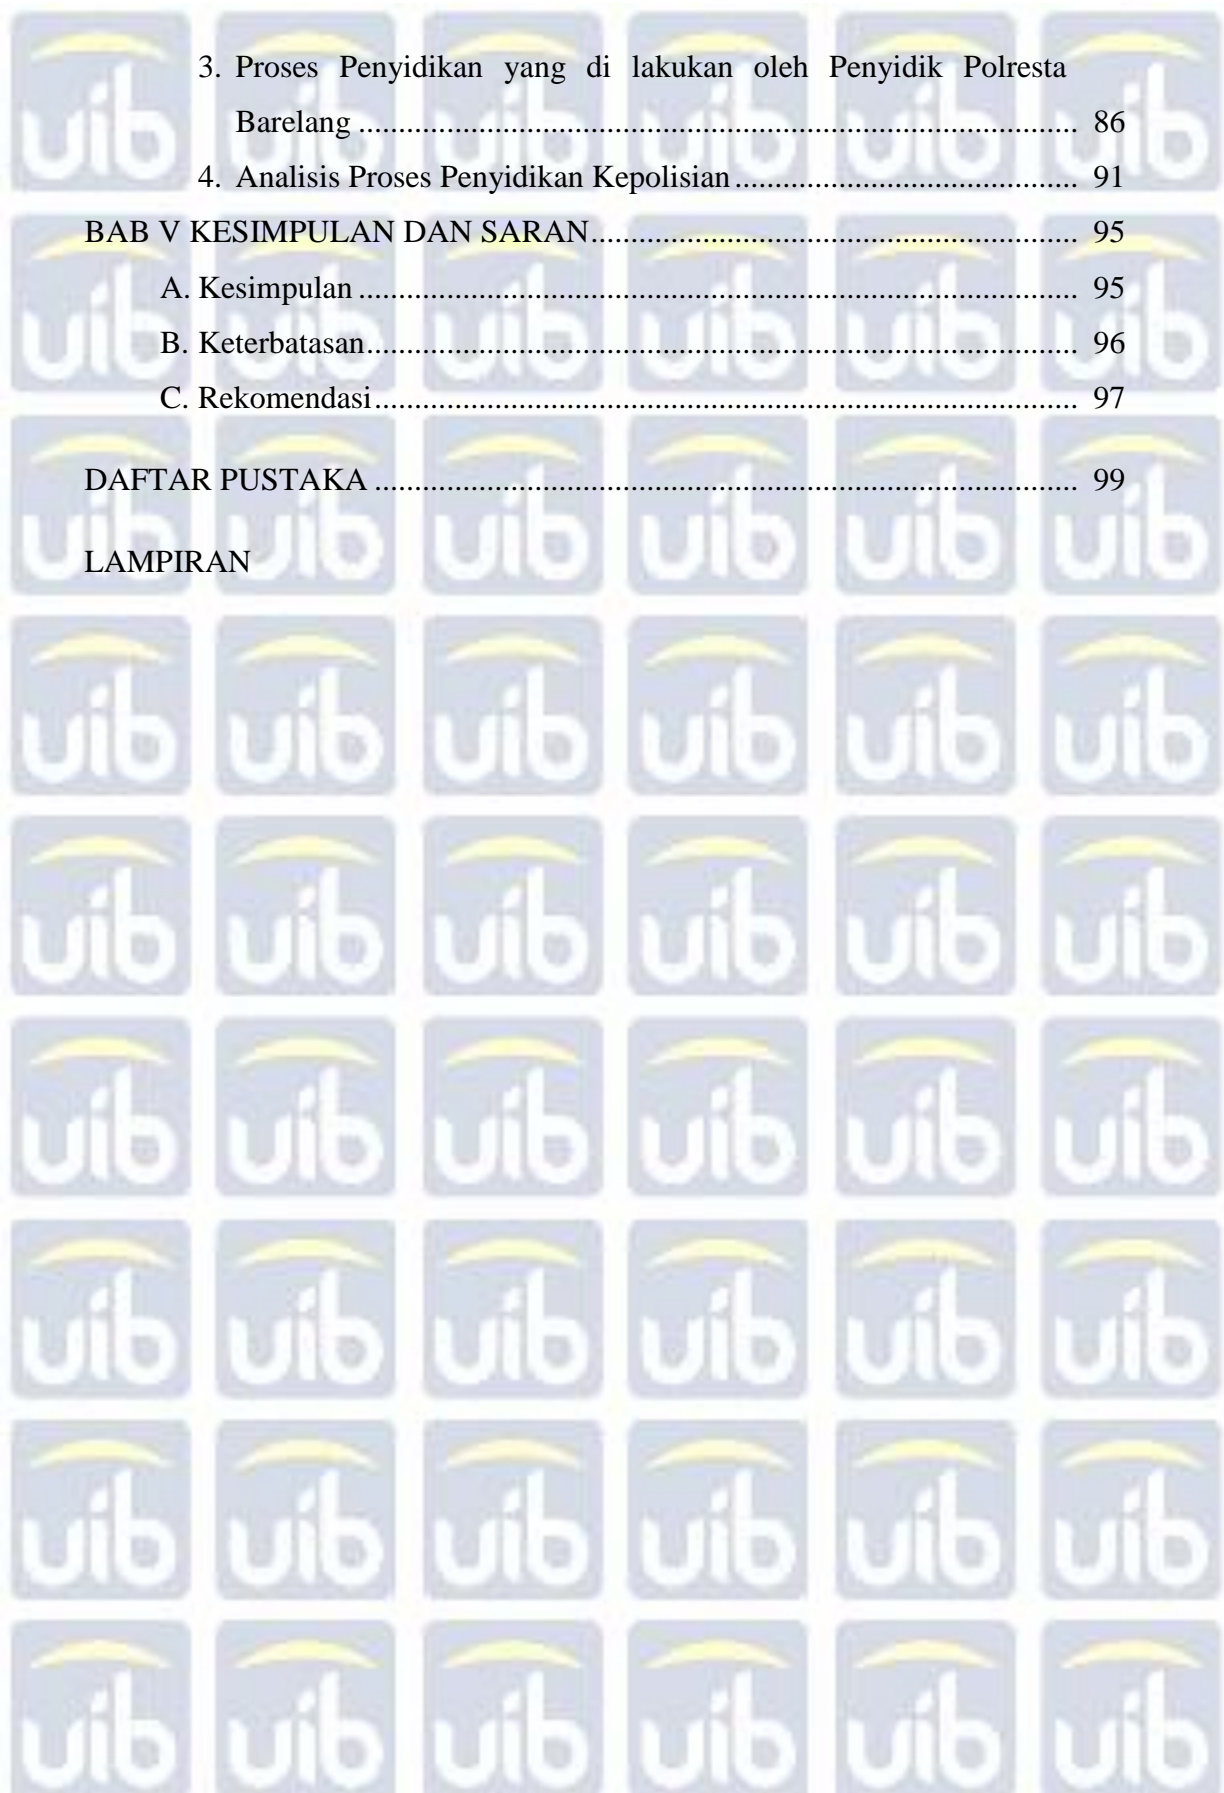 3. Proses Penyidikan yang di lakukan oleh Penyidik Polresta
Barelang ........................................................................................... 86
4. Analisis Proses Penyidikan Kepolisian ........................................... 91
BAB V KESIMPULAN DAN SARAN............................................................. 95
A. Kesimpulan .......................................................................................... 95
B. Keterbatasan......................................................................................... 96
C. Rekomendasi........................................................................................ 97
DAFTAR PUSTAKA ........................................................................................ 99
LAMPIRAN